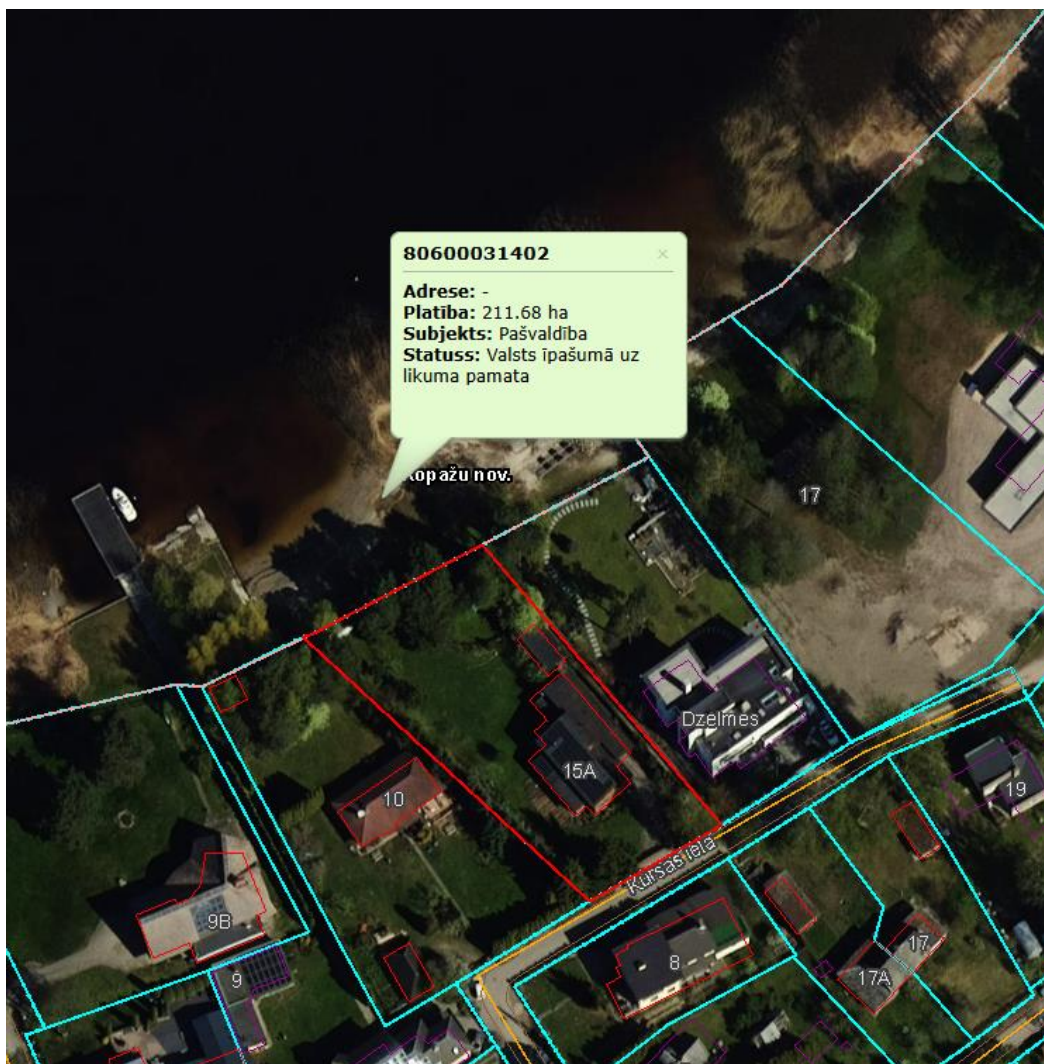 80600031402
×
Adrese: -
Platība: 211.68 ha
Subjekts: Pašvaldība
Statuss: Valsts īpašumā uz
likuma pamata
opažu nov.
17
Dzelmes
15A
10
19
Kursas iela
9B
8
17
9
17A